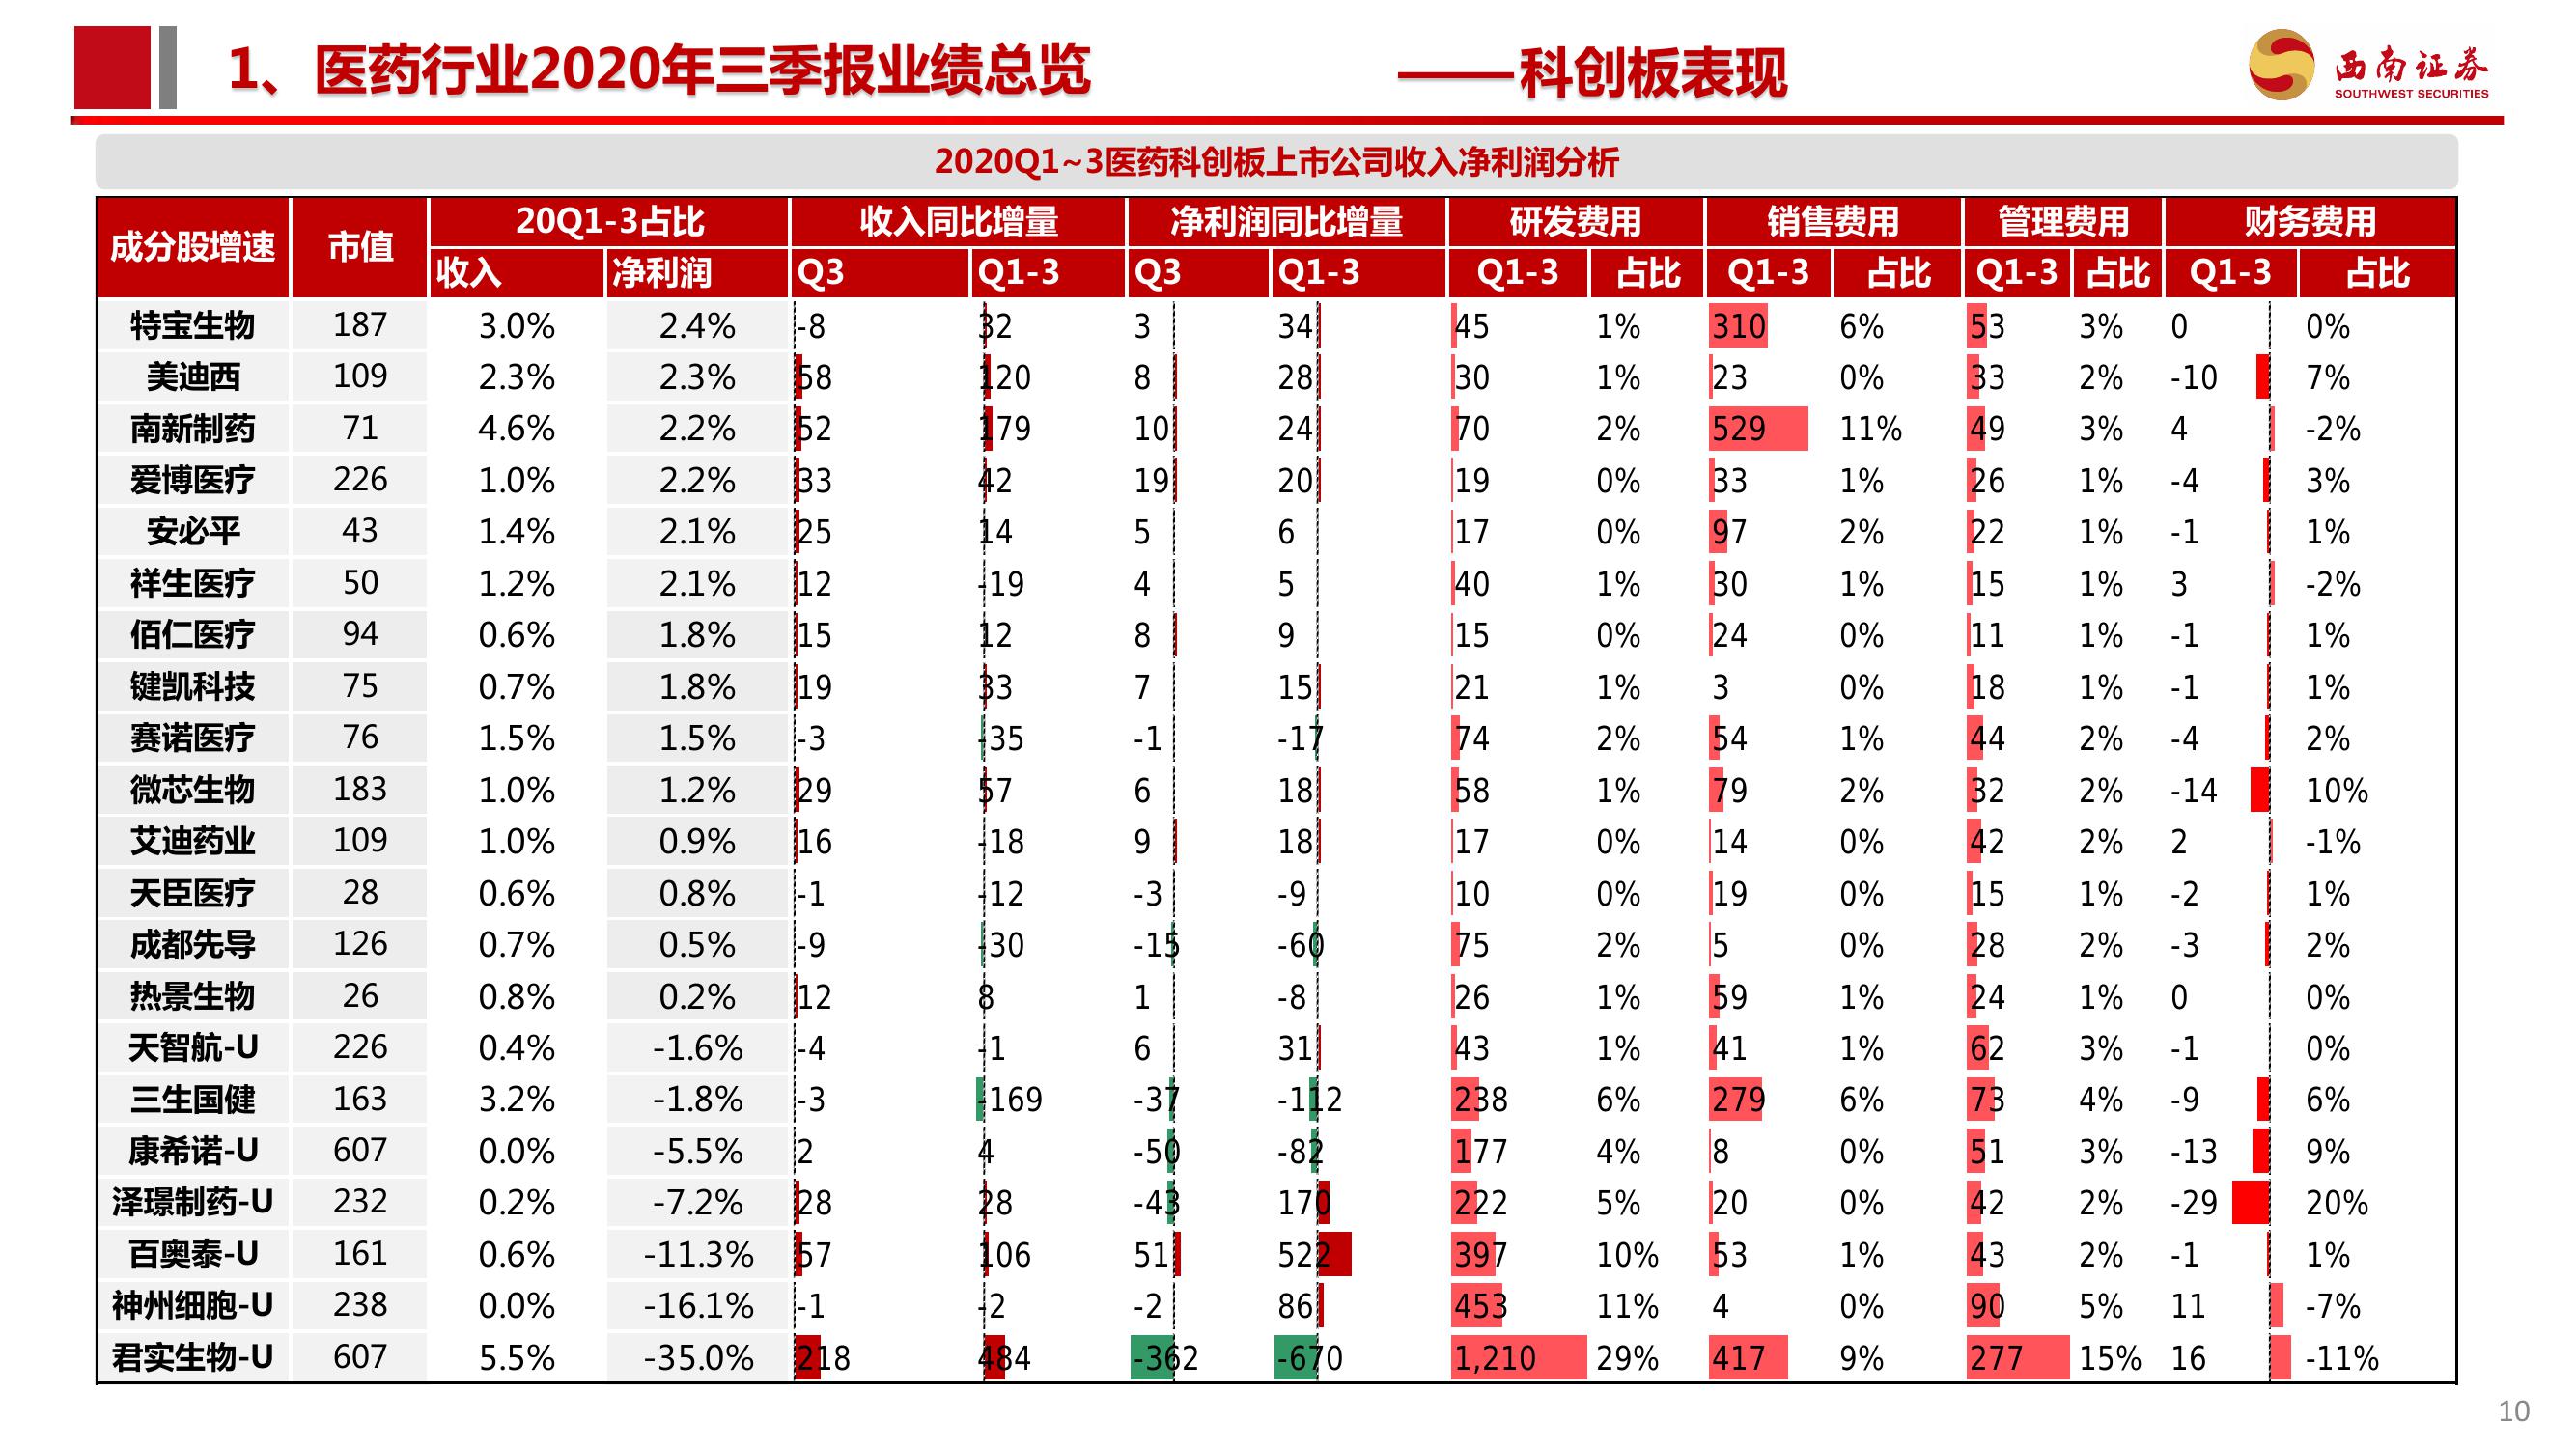 1、医药行业2020年三季报业绩总览 ——科创板表现
西南证券
SOUTHWEST SECURITIES
2020Q1~3医药科创板上市公司收入净利润分析
成分股增速 市值 20Q1-3占比 收入同比增量 净利润同比增量 研发费用 销售费用 管理费用 财务费用
收入 净利润 Q3 Q1-3 Q3 Q1-3 Q1-3 占比 Q1-3 占比 Q1-3 占比 Q1-3 占比
特宝生物 187 3.0% 2.4% -8 32 3 34 45 1% 310 6% 53 3% 0 0%
美迪西 109 2.3% 2.3% 58 120 8 28 30 1% 23 0% 33 2% -10 7%
南新制药 71 4.6% 2.2% 52 179 10 24 70 2% 529 11% 49 3% 4 -2%
爱博医疗 226 1.0% 2.2% 33 42 19 20 19 0% 33 1% 26 1% -4 3%
安必平 43 1.4% 2.1% 25 14 5 6 17 0% 97 2% 22 1% -1 1%
祥生医疗 50 1.2% 2.1% 12 -19 4 5 40 1% 30 1% 15 1% 3 -2%
佰仁医疗 94 0.6% 1.8% 15 12 8 9 15 0% 24 0% 11 1% -1 1%
键凯科技 75 0.7% 1.8% 19 33 7 15 21 1% 3 0% 18 1% -1 1%
赛诺医疗 76 1.5% 1.5% -3 -35 -1 -17 74 2% 54 1% 44 2% -4 2%
微芯生物 183 1.0% 1.2% 29 57 6 18 58 1% 79 2% 32 2% -14 10%
艾迪药业 109 1.0% 0.9% 16 -18 9 18 17 0% 14 0% 42 2% 2 -1%
天臣医疗 28 0.6% 0.8% -1 -12 -3 -9 10 0% 19 0% 15 1% -2 1%
成都先导 126 0.7% 0.5% -9 -30 -15 -60 75 2% 5 0% 28 2% -3 2%
热景生物 26 0.8% 0.2% 12 8 1 -8 26 1% 59 1% 24 1% 0 0%
天智航-U 226 0.4% -1.6% -4 -1 6 31 43 1% 41 1% 62 3% -1 0%
三生国健 163 3.2% -1.8% -3 -169 -37 -112 238 6% 279 6% 73 4% -9 6%
康希诺-U 607 0.0% -5.5% 2 4 -50 -82 177 4% 8 0% 51 3% -13 9%
泽璟制药-U 232 0.2% -7.2% 28 28 -43 170 222 5% 20 0% 42 2% -29 20%
百奥泰-U 161 0.6% -11.3% 57 106 51 522 397 10% 53 1% 43 2% -1 1%
神州细胞-U 238 0.0% -16.1% -1 -2 -2 86 453 11% 4 0% 90 5% 11 -7%
君实生物-U 607 5.5% -35.0% 218 484 -362 -670 1,210 29% 417 9% 277 15% 16 -11%
10